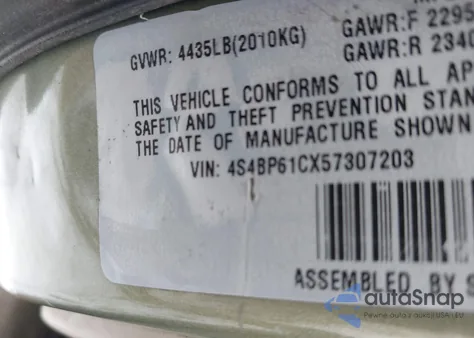 GVWR: 4435LB(2010KG)
GAWR:F 2295
GAWR:R 2340
THIS VEHICLE CONFORMS TO ALL AP
SAFETY AND THEFT PREVENTION STAN
THE DATE OF MANUFACTURE SHOWN
VIN: 4S4BP61CX57307203
ASSEMBLED BY S
autoSnap